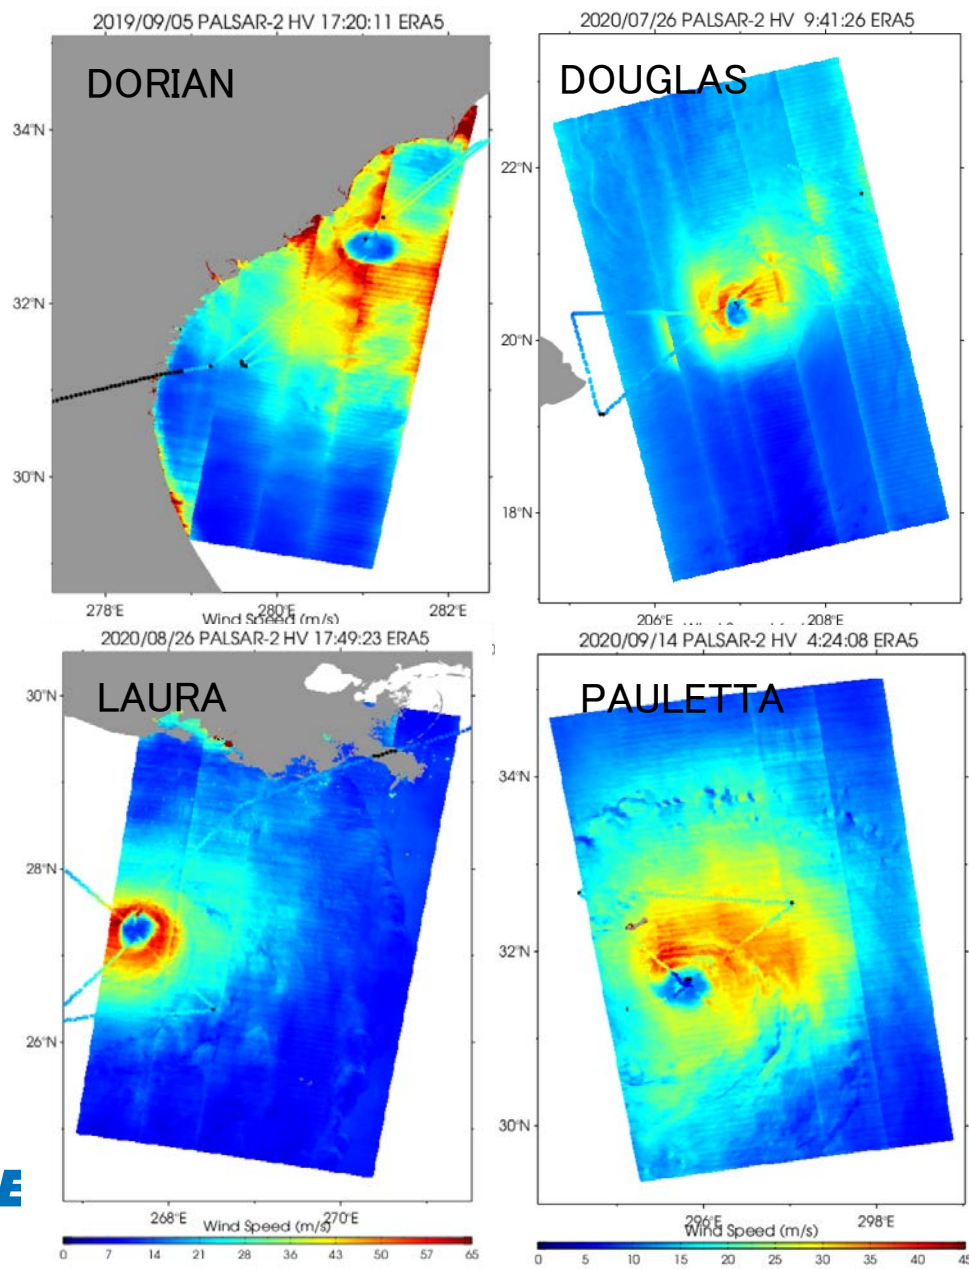 2019/09/05 PALSAR-2 HV 17:20:11 ERA5
DORIAN
34°N
32°N
30°N
278°E 280°E 282°E
Wind Speed (m/s)
2020/07/26 PALSAR-2 HV 9:41:26 ERA5
DOUGLAS
22°N
20°N
18°N
206°E 208°E
2020/08/26 PALSAR-2 HV 17:49:23 ERA5
LAURA
30°N
28°N
26°N
268°E 270°E
Wind Speed (m/s)
0 7 14 21 28 36 43 50 57 65
2020/09/14 PALSAR-2 HV 4:24:08 ERA5
PAULETTA
34°N
32°N
30°N
296°E 298°E
Wind Speed (m/s)
0 5 10 15 20 25 30 35 40 45
E